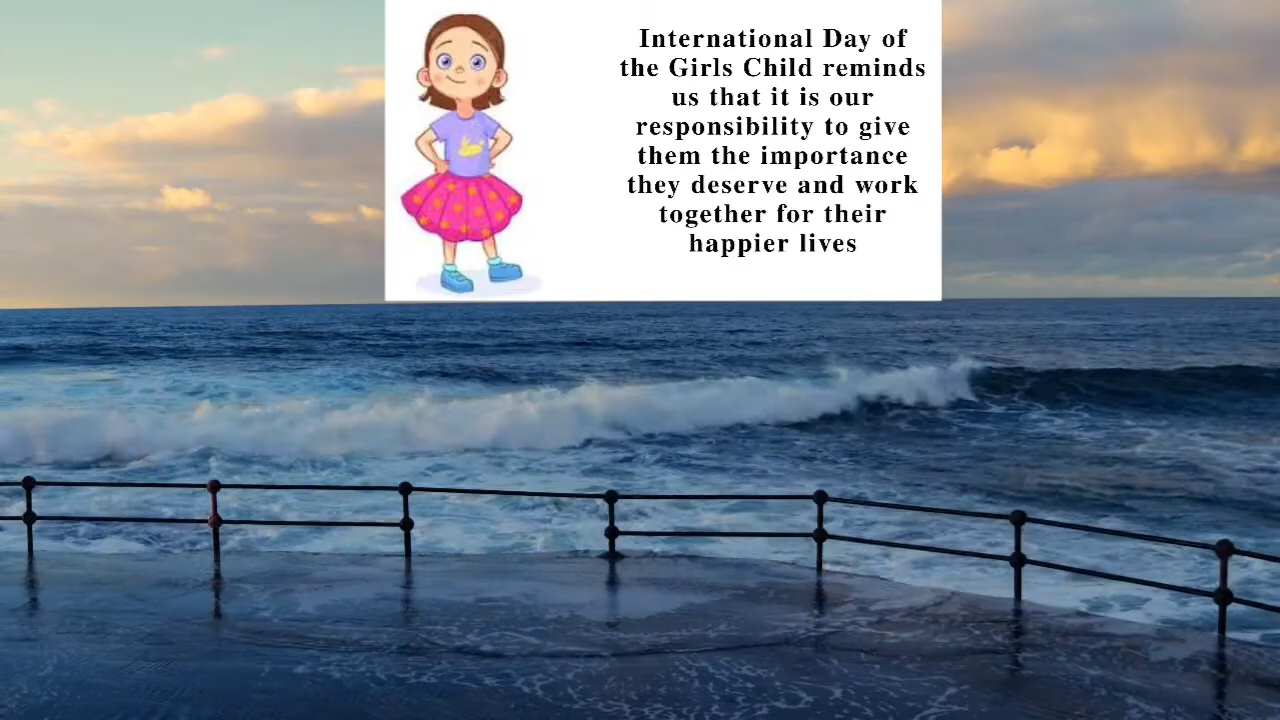 International Day of
the Girls Child reminds
us that it is our
responsibility to give
them the importance
they deserve and work
together for their
happier lives